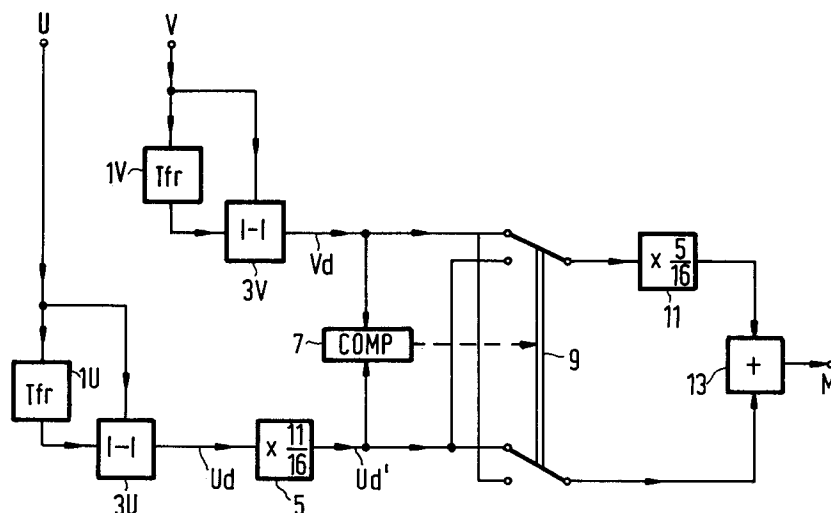 U
V
1V
Tfr
|-|
3V
Vd
× 5/16
11
7
COMP
9
13
+
M
1U
Tfr
|-|
3U
Ud
× 11/16
5
Ud'